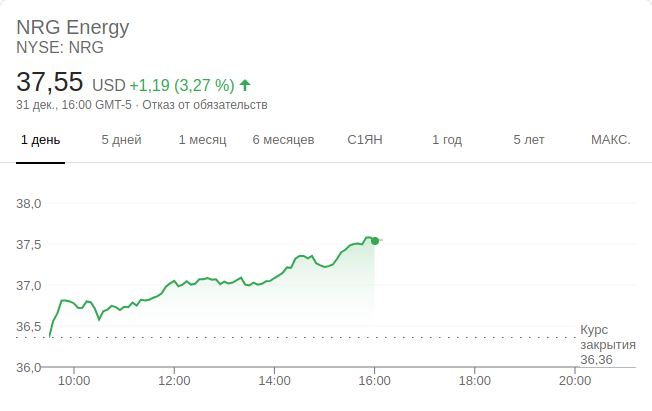 NRG Energy
NYSE: NRG
37,55 USD +1,19 (3,27 %)
31 дек., 16:00 GMT-5 · Отказ от обязательств
1 день 5 дней 1 месяц 6 месяцев С1ЯН 1 год 5 лет МАКС.
38,0
37,5
37,0
36,5
Курс
закрытия
36,36
36,0
10:00 12:00 14:00 16:00 18:00 20:00